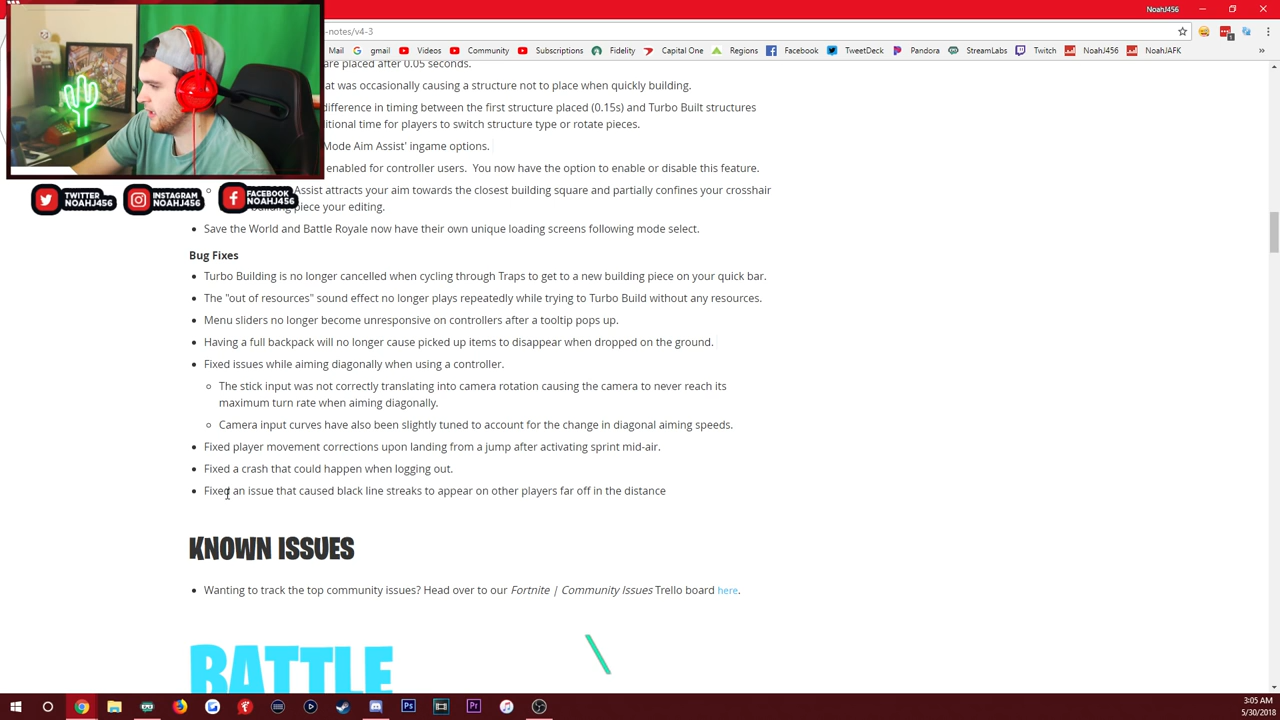 NoahJ456
-notes/v4-3
Mail gmail Videos Community Subscriptions Fidelity Capital One Regions Facebook TweetDeck Pandora StreamLabs Twitch NoahJ456 NoahJAFK »
are placed after 0.05 seconds.
at was occasionally causing a structure not to place when quickly building.
ifference in timing between the first structure placed (0.15s) and Turbo Built structures
itional time for players to switch structure type or rotate pieces.
Mode Aim Assist' ingame options.
enabled for controller users. You now have the option to enable or disable this feature.
Assist attracts your aim towards the closest building square and partially confines your crosshair
piece your editing.
TWITTER
NOAHJ456
INSTAGRAM
NOAHJ456
FACEBOOK
NOAHJ456
• Save the World and Battle Royale now have their own unique loading screens following mode select.
Bug Fixes
• Turbo Building is no longer cancelled when cycling through Traps to get to a new building piece on your quick bar.
• The "out of resources" sound effect no longer plays repeatedly while trying to Turbo Build without any resources.
• Menu sliders no longer become unresponsive on controllers after a tooltip pops up.
• Having a full backpack will no longer cause picked up items to disappear when dropped on the ground.
• Fixed issues while aiming diagonally when using a controller.
○ The stick input was not correctly translating into camera rotation causing the camera to never reach its
maximum turn rate when aiming diagonally.
○ Camera input curves have also been slightly tuned to account for the change in diagonal aiming speeds.
• Fixed player movement corrections upon landing from a jump after activating sprint mid-air.
• Fixed a crash that could happen when logging out.
• Fixed an issue that caused black line streaks to appear on other players far off in the distance
KNOWN ISSUES
• Wanting to track the top community issues? Head over to our Fortnite | Community Issues Trello board here.
BATTLE
3:05 AM
5/30/2018